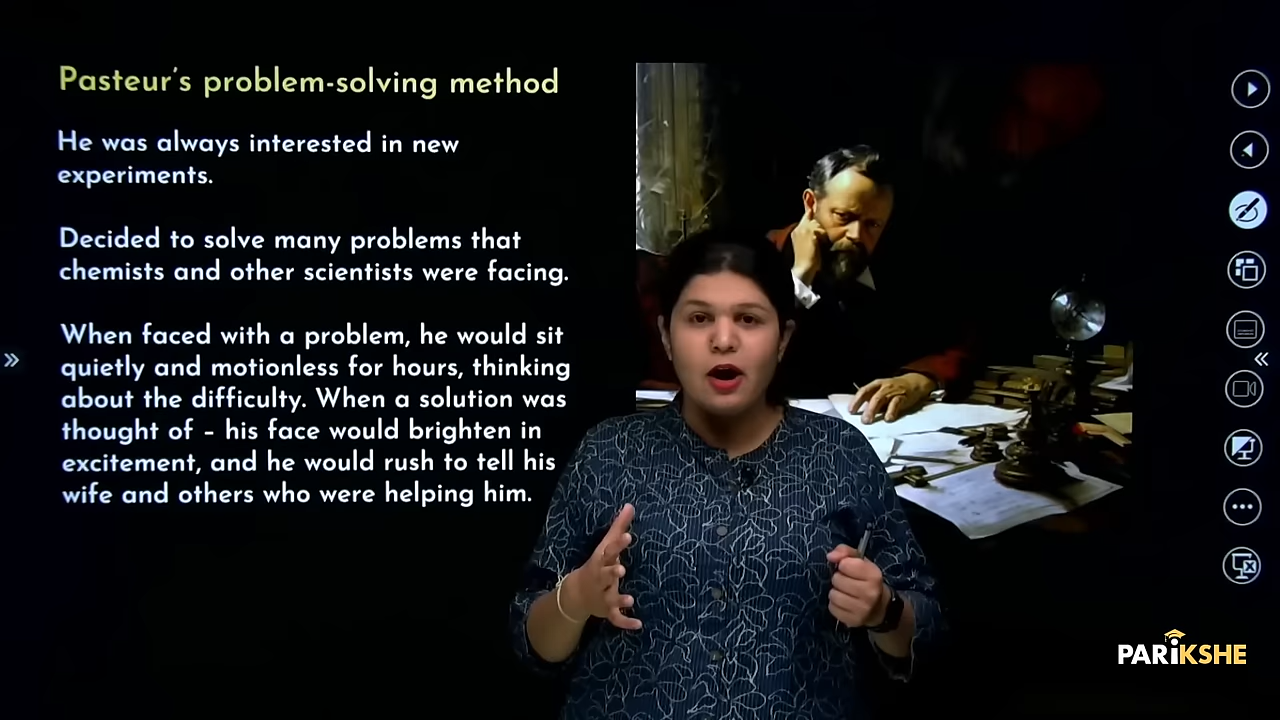 Pasteur's problem-solving method
He was always interested in new
experiments.
Decided to solve many problems that
chemists and other scientists were facing.
When faced with a problem, he would sit
quietly and motionless for hours, thinking
about the difficulty. When a solution was
thought of – his face would brighten in
excitement, and he would rush to tell his
wife and others who were helping him.
PARIKSHE